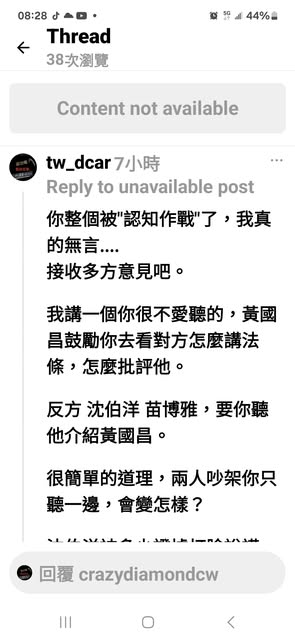 08:28
5G
44%
Thread
38次瀏覽
Content not available
tw_dcar 7小時
Reply to unavailable post
你整個被"認知作戰"了，我真
的無言....
接收多方意見吧。
我講一個你很不愛聽的，黃國
昌鼓勵你去看對方怎麼講法
條，怎麼批評他。
反方 沈伯洋 苗博雅，要你聽
他介紹黃國昌。
很簡單的道理，兩人吵架你只
聽一邊，會變怎樣？
回覆 crazydiamondcw